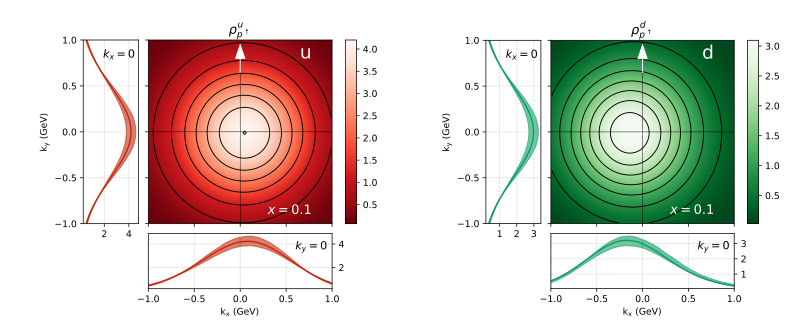 ρ_{p↑}^u
k_x = 0
u
x = 0.1
k_y (GeV)
1.0
0.5
0.0
−0.5
−1.0
2 4
4.0
3.5
3.0
2.5
2.0
1.5
1.0
0.5
k_y = 0
4
2
−1.0 −0.5 0.0 0.5 1.0
k_x (GeV)
ρ_{p↑}^d
k_x = 0
d
x = 0.1
k_y (GeV)
1.0
0.5
0.0
−0.5
−1.0
1 2 3
3.0
2.5
2.0
1.5
1.0
0.5
k_y = 0
3
2
1
−1.0 −0.5 0.0 0.5 1.0
k_x (GeV)